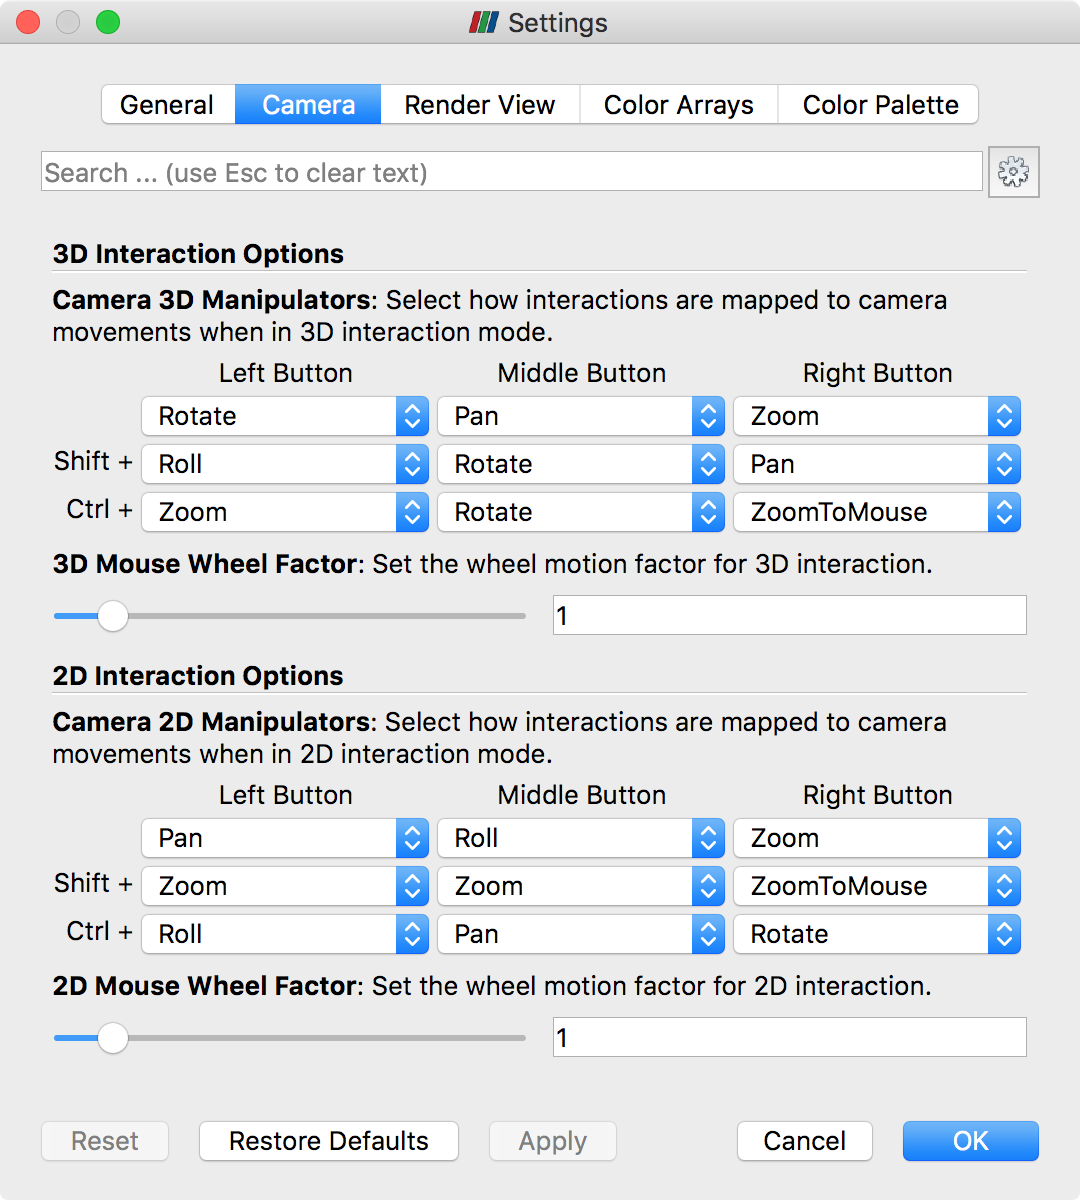 Settings
General Camera Render View Color Arrays Color Palette
Search ... (use Esc to clear text)
3D Interaction Options
Camera 3D Manipulators: Select how interactions are mapped to camera
movements when in 3D interaction mode.
Left Button Middle Button Right Button
Rotate Pan Zoom
Shift + Roll Rotate Pan
Ctrl + Zoom Rotate ZoomToMouse
3D Mouse Wheel Factor: Set the wheel motion factor for 3D interaction.
1
2D Interaction Options
Camera 2D Manipulators: Select how interactions are mapped to camera
movements when in 2D interaction mode.
Left Button Middle Button Right Button
Pan Roll Zoom
Shift + Zoom Zoom ZoomToMouse
Ctrl + Roll Pan Rotate
2D Mouse Wheel Factor: Set the wheel motion factor for 2D interaction.
1
Reset Restore Defaults Apply Cancel OK